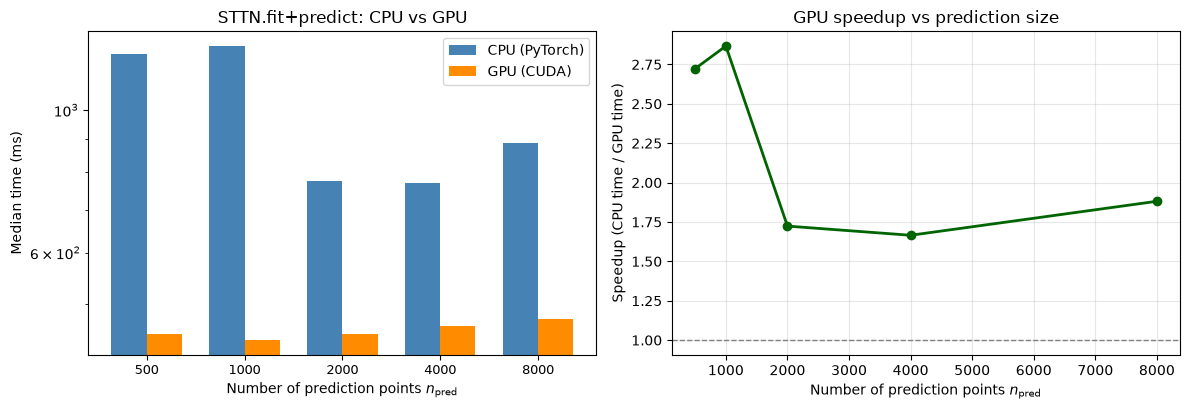 STTN.fit+predict: CPU vs GPU
CPU (PyTorch)
GPU (CUDA)
10³
6 × 10²
Median time (ms)
500 1000 2000 4000 8000
Number of prediction points n_pred
GPU speedup vs prediction size
2.75
2.50
2.25
2.00
1.75
1.50
1.25
1.00
Speedup (CPU time / GPU time)
1000 2000 3000 4000 5000 6000 7000 8000
Number of prediction points n_pred